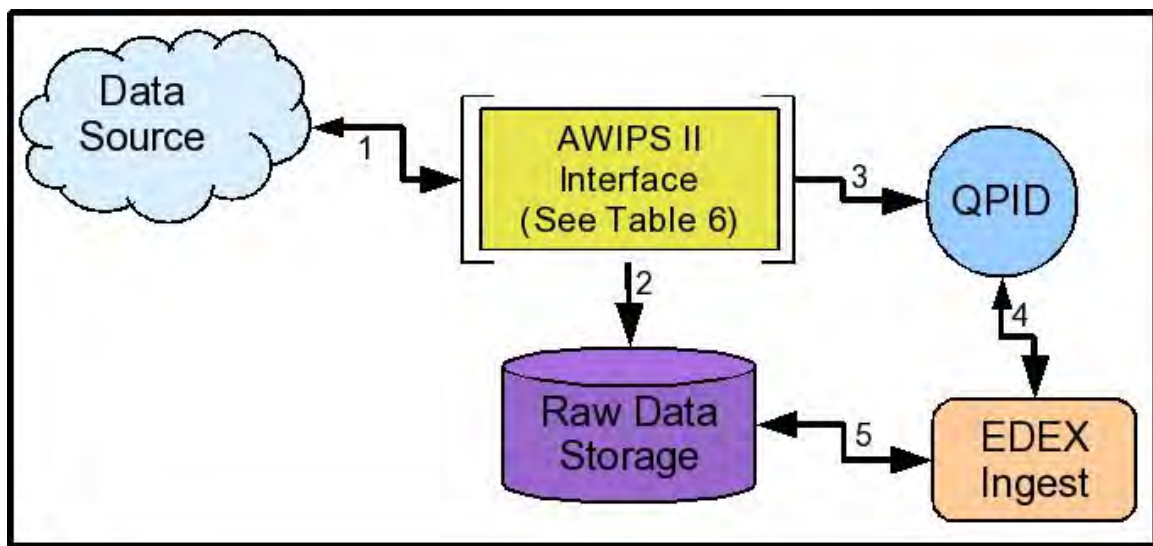 Data
Source
1
AWIPS II
Interface
(See Table 6)
3
QPID
2
4
Raw Data
Storage
5
EDEX
Ingest